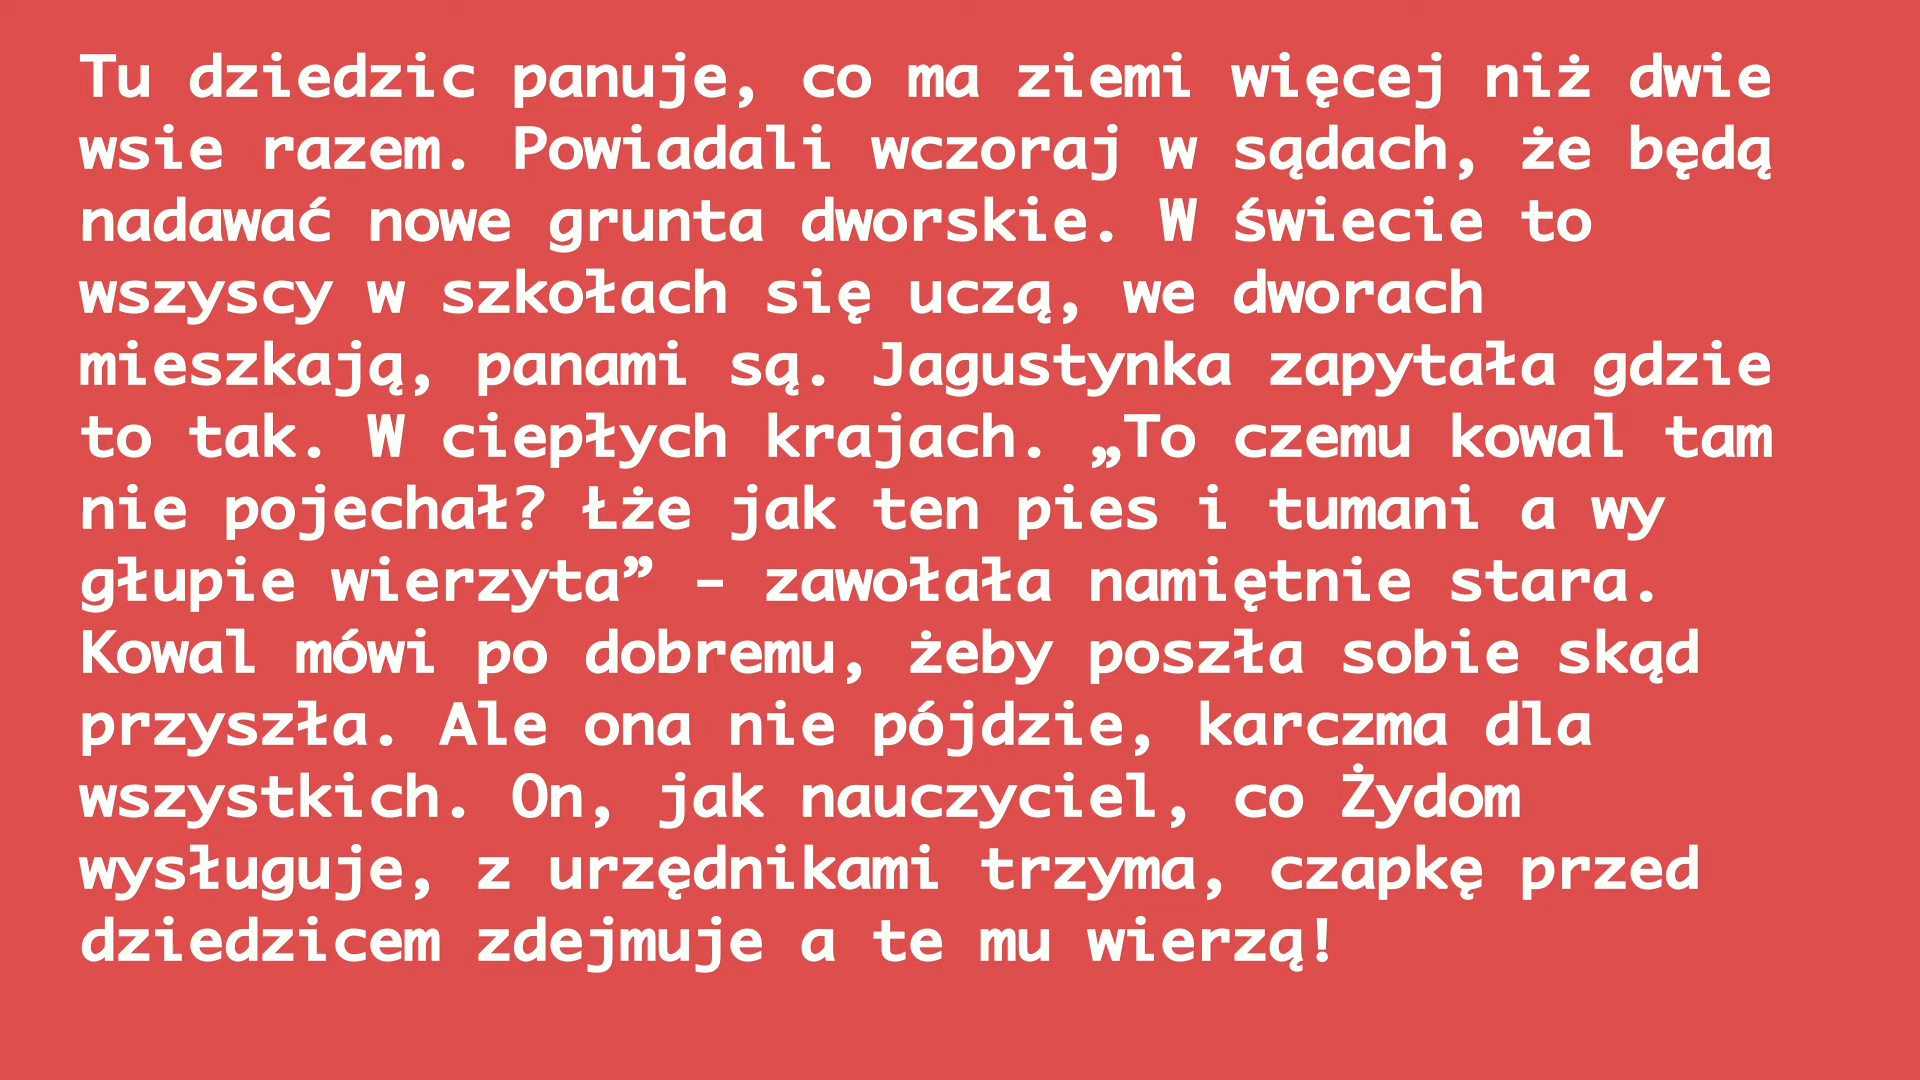 Tu dziedzic panuje, co ma ziemi więcej niż dwie
wsie razem. Powiadali wczoraj w sądach, że będą
nadawać nowe grunta dworskie. W świecie to
wszyscy w szkołach się uczą, we dworach
mieszkają, panami są. Jagustynka zapytała gdzie
to tak. W ciepłych krajach. „To czemu kowal tam
nie pojechał? Łże jak ten pies i tumani a wy
głupie wierzyta” – zawołała namiętnie stara.
Kowal mówi po dobremu, żeby poszła sobie skąd
przyszła. Ale ona nie pójdzie, karczma dla
wszystkich. On, jak nauczyciel, co Żydom
wysługuje, z urzędnikami trzyma, czapkę przed
dziedzicem zdejmuje a te mu wierzą!